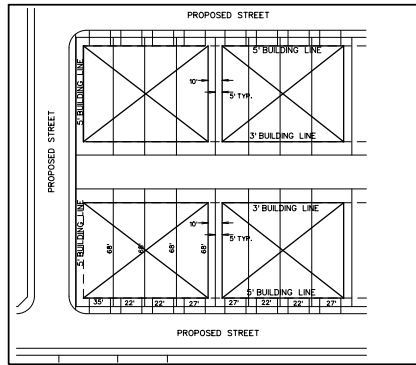 PROPOSED STREET
5' BUILDING LINE
5' BUILDING LINE
10'
5' TYP.
3' BUILDING LINE
PROPOSED STREET
5' BUILDING LINE
3' BUILDING LINE
10'
5' TYP.
68'
68'
68'
68'
5' BUILDING LINE
35'
22'
22'
27'
27'
22'
22'
27'
PROPOSED STREET